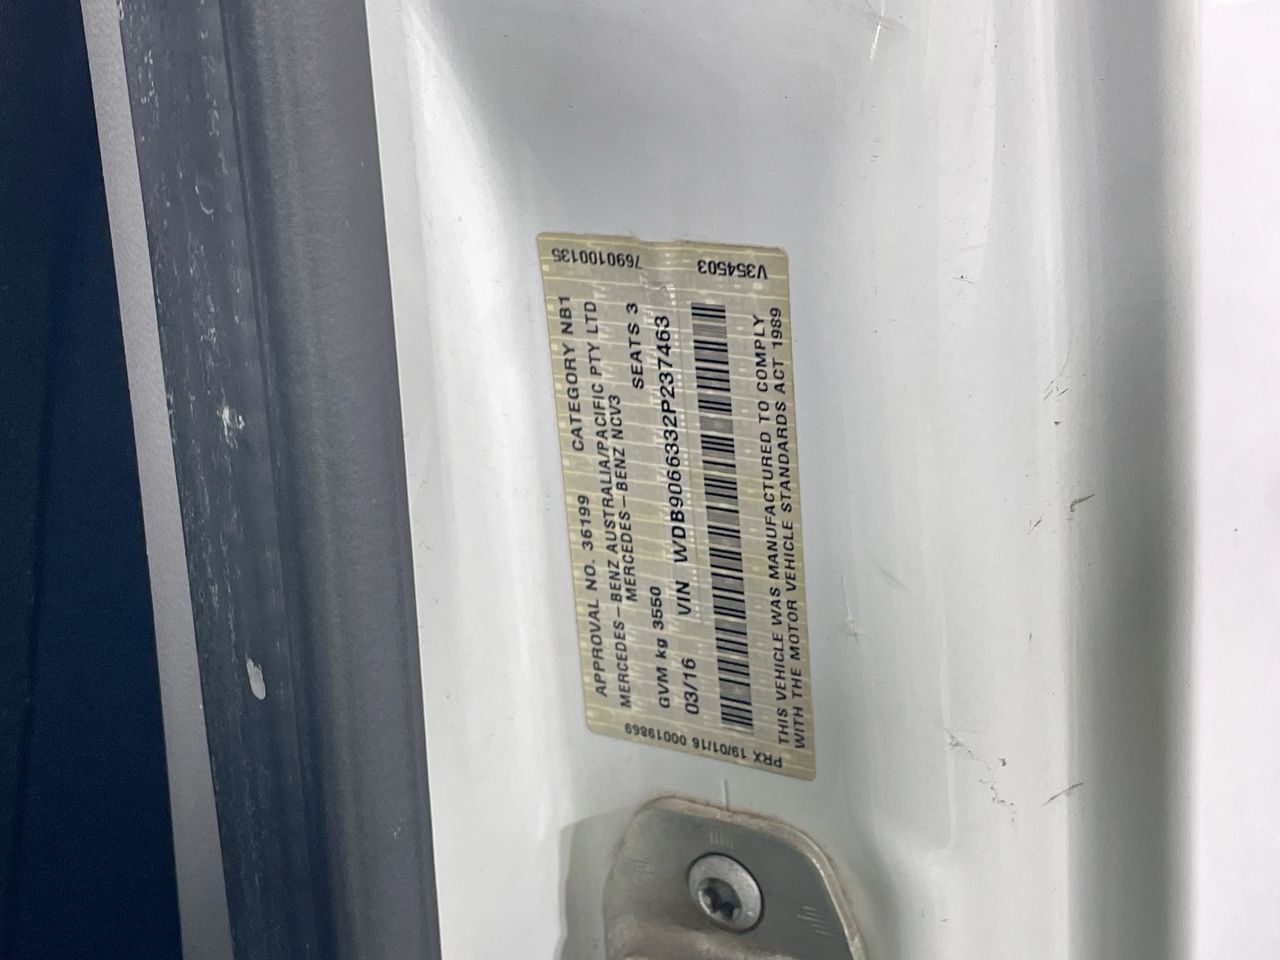 7690100135
V354503
APPROVAL NO. 36199 CATEGORY NB1
MERCEDES-BENZ AUSTRALIA/PACIFIC PTY LTD
MERCEDES-BENZ NCV3
GVM kg 3550 SEATS 3
03/16 VIN WDB9066332P237463
THIS VEHICLE WAS MANUFACTURED TO COMPLY
WITH THE MOTOR VEHICLE STANDARDS ACT 1989
PRX 19/01/16 00019869